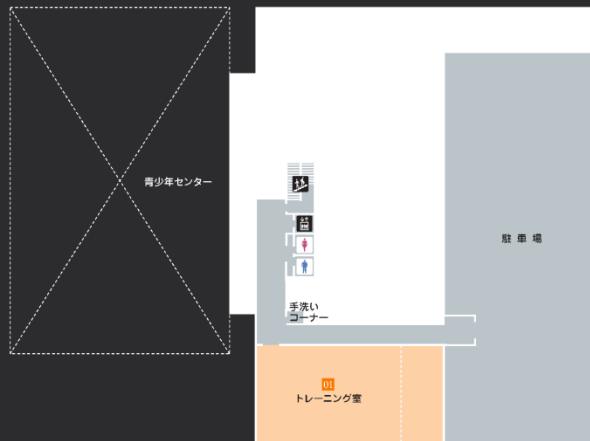 青少年センター
駐車場
手洗い
コーナー
01
トレーニング室